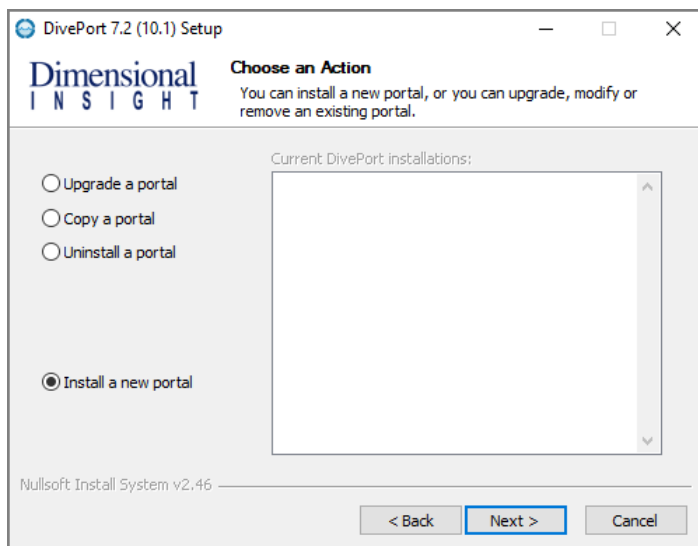 DivePort 7.2 (10.1) Setup
Dimensional
INSIGHT
Choose an Action
You can install a new portal, or you can upgrade, modify or
remove an existing portal.
Current DivePort installations:
Upgrade a portal
Copy a portal
Uninstall a portal
Install a new portal
Nullsoft Install System v2.46
< Back
Next >
Cancel